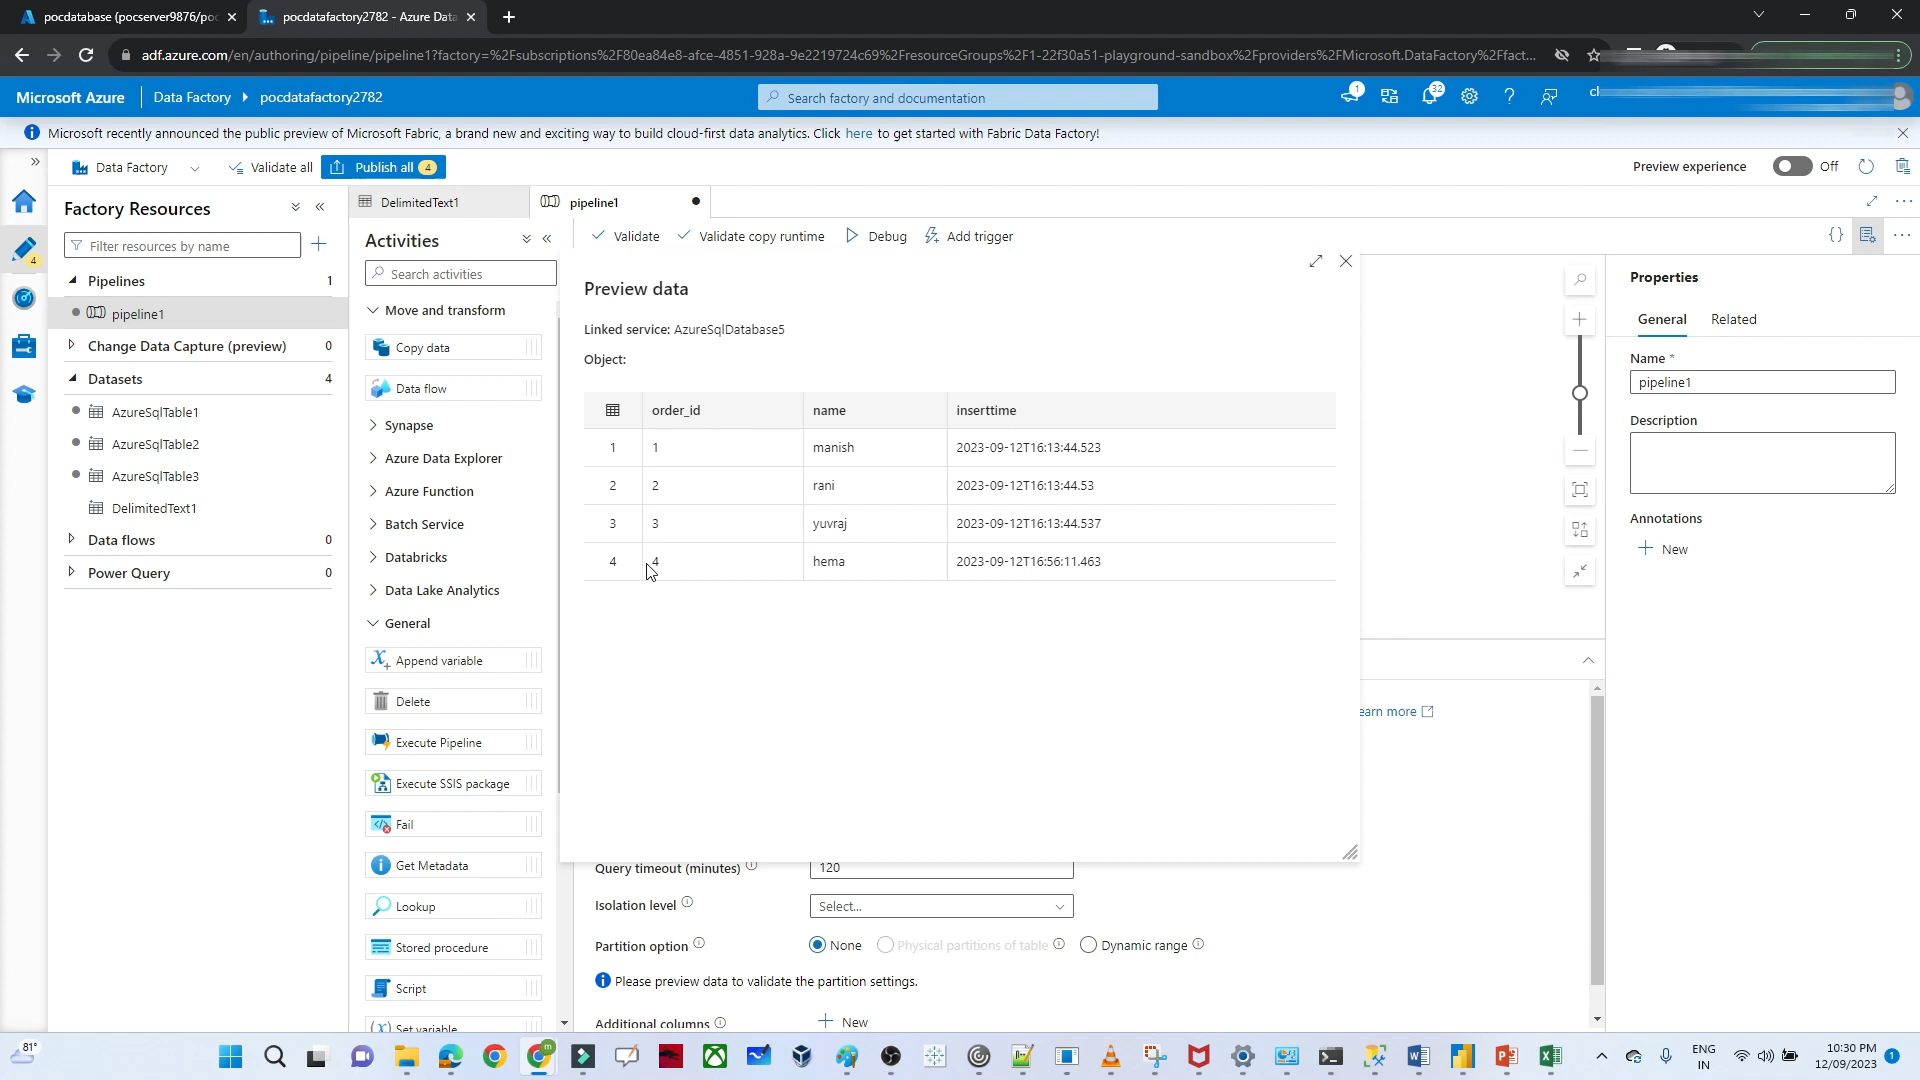 pocdatabase (pocserver9876/poc
pocdatafactory2782 - Azure Data
adf.azure.com/en/authoring/pipeline/pipeline1?factory=%2Fsubscriptions%2F80ea84e8-afce-4851-928a-9e2219724c69%2FresourceGroups%2F1-22f30a51-playground-sandbox%2Fproviders%2FMicrosoft.DataFactory%2Ffact...
Microsoft Azure
Data Factory
pocdatafactory2782
Search factory and documentation
1
32
cl
Microsoft recently announced the public preview of Microsoft Fabric, a brand new and exciting way to build cloud-first data analytics. Click here to get started with Fabric Data Factory!
Data Factory
Validate all
Publish all 4
Preview experience
Off
4
Factory Resources
Filter resources by name
Pipelines 1
pipeline1
Change Data Capture (preview) 0
Datasets 4
AzureSqlTable1
AzureSqlTable2
AzureSqlTable3
DelimitedText1
Data flows 0
Power Query 0
DelimitedText1
pipeline1
Activities
Search activities
Move and transform
Copy data
Data flow
Synapse
Azure Data Explorer
Azure Function
Batch Service
Databricks
Data Lake Analytics
General
Append variable
Delete
Execute Pipeline
Execute SSIS package
Fail
Get Metadata
Lookup
Stored procedure
Script
Set variable
Validate
Validate copy runtime
Debug
Add trigger
Preview data
Linked service: AzureSqlDatabase5
Object:
order_id name inserttime
1 1 manish 2023-09-12T16:13:44.523
2 2 rani 2023-09-12T16:13:44.53
3 3 yuvraj 2023-09-12T16:13:44.537
4 4 hema 2023-09-12T16:56:11.463
earn more
Query timeout (minutes) 120
Isolation level Select...
Partition option None Physical partitions of table Dynamic range
Please preview data to validate the partition settings.
Additional columns New
Properties
General
Related
Name *
pipeline1
Description
Annotations
New
81°
ENG
IN
10:30 PM
12/09/2023
1